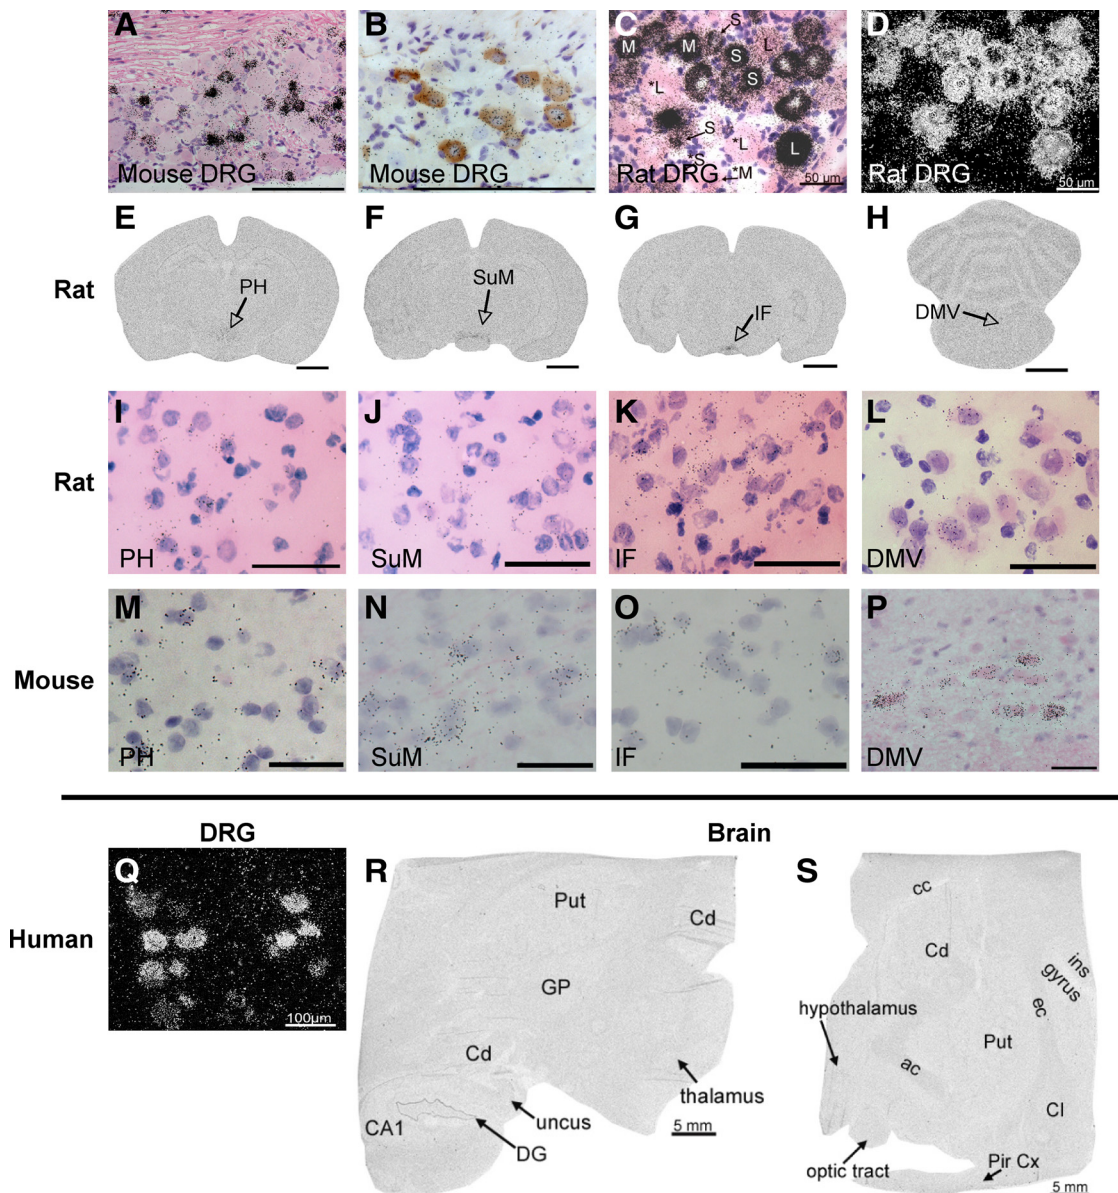 A
Mouse DRG
B
Mouse DRG
C
M
M
S
L
S
S
*L
S
*L
*S
L
Rat DRG
*M
50 µm
D
Rat DRG
50 µm
Rat
E
PH
F
SuM
G
IF
H
DMV
Rat
I
PH
J
SuM
K
IF
L
DMV
Mouse
M
PH
N
SuM
O
IF
P
DMV
DRG
Brain
Human
Q
100µm
R
Put
Cd
GP
Cd
thalamus
uncus
CA1
DG
5 mm
S
cc
Cd
ins
gyrus
ec
hypothalamus
Put
ac
Cl
optic tract
Pir Cx
5 mm